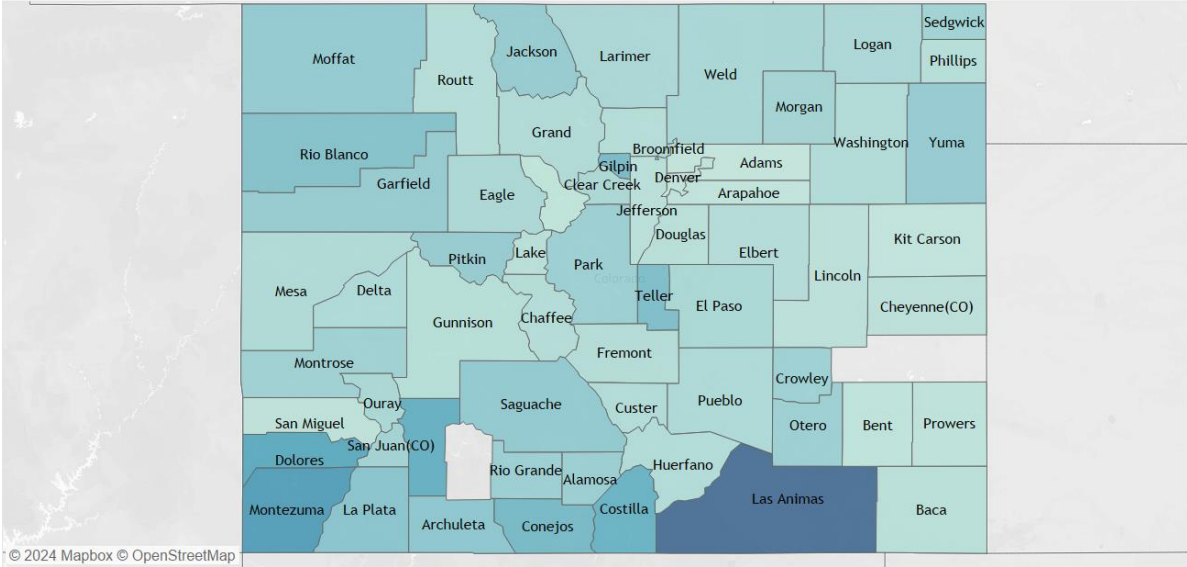 Sedgwick
Jackson
Logan
Moffat
Larimer
Phillips
Routt
Weld
Morgan
Grand
Washington
Yuma
Broomfield
Rio Blanco
Gilpin
Adams
Denver
Garfield
Clear Creek
Eagle
Arapahoe
Jefferson
Douglas
Kit Carson
Lake
Elbert
Pitkin
Park
Lincoln
Colorado
Mesa
Delta
Teller
El Paso
Cheyenne(CO)
Chaffee
Gunnison
Fremont
Montrose
Crowley
Ouray
Saguache
Custer
Pueblo
San Miguel
Otero
Bent
Prowers
San Juan(CO)
Dolores
Rio Grande
Huerfano
Alamosa
Las Animas
Montezuma
La Plata
Costilla
Baca
Archuleta
Conejos
© 2024 Mapbox © OpenStreetMap